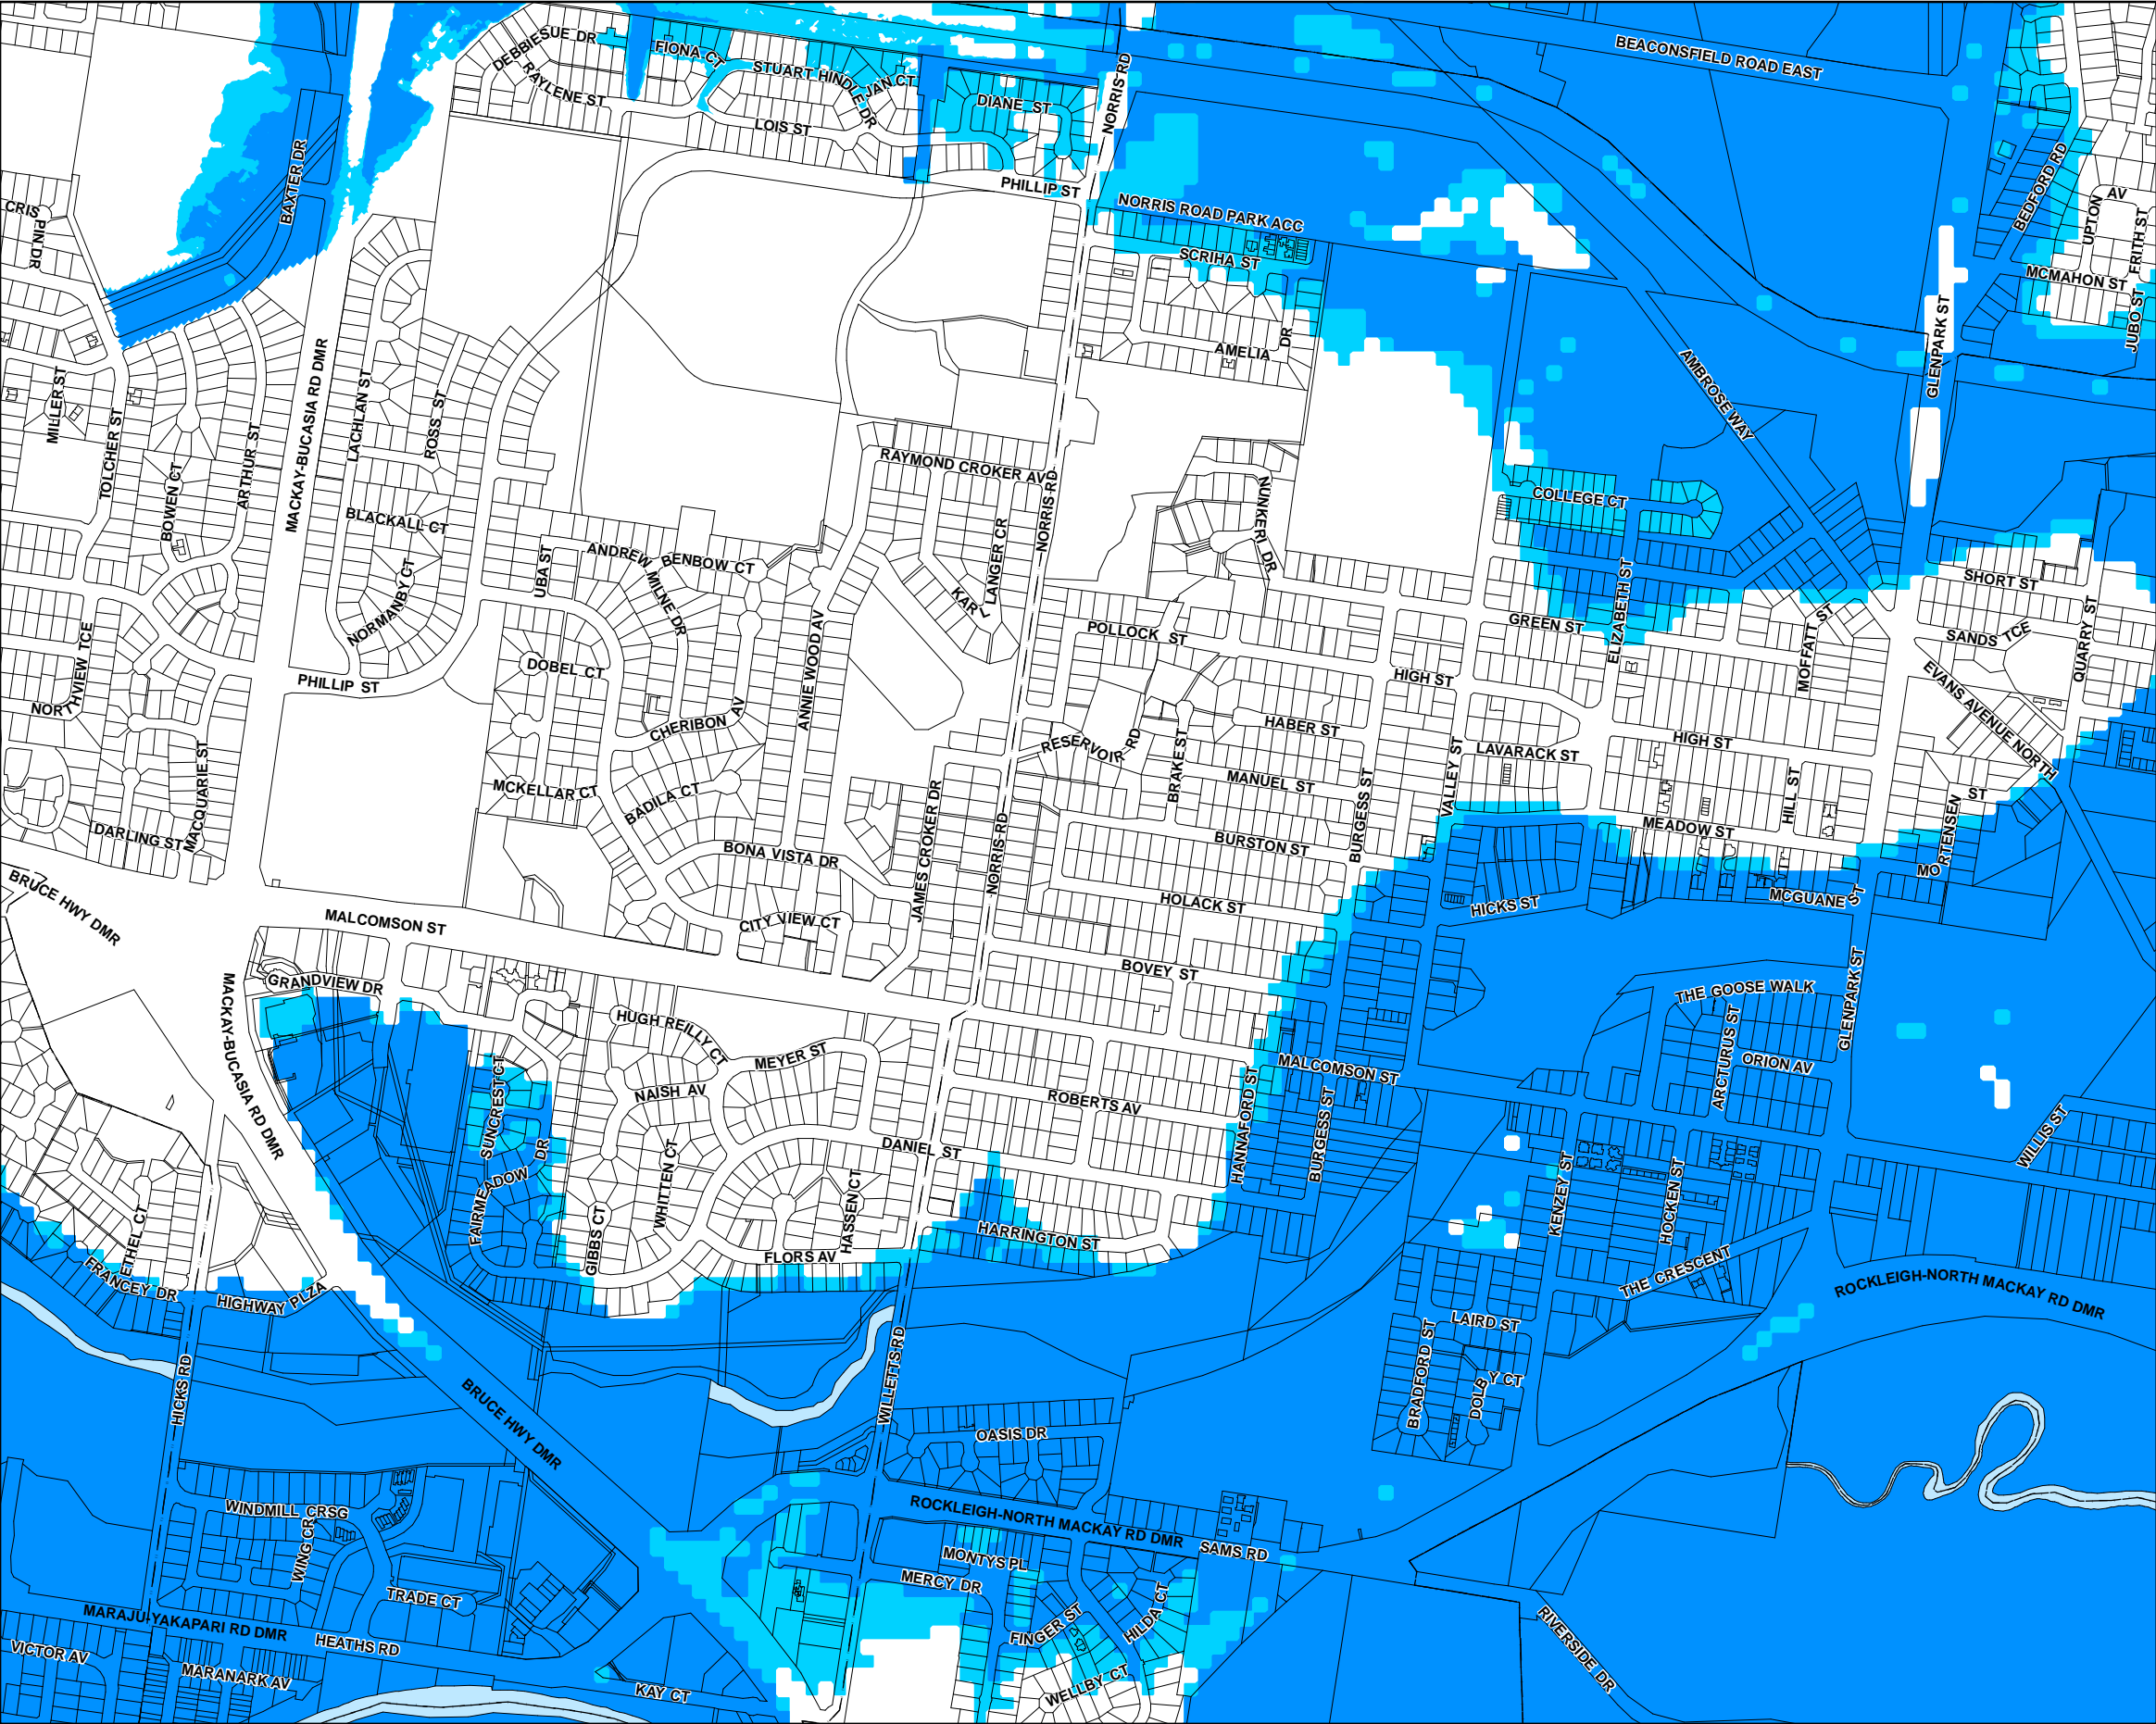 BEACONSFIELD ROAD EAST
DEBBIE
SUE DR
FIONA CT
RAYLENE ST
STUART HINDLE DR
JAN CT
LOIS ST
DIANE ST
NORRIS RD
PHILLIP ST
NORRIS ROAD PARK ACC
SCRIHA ST
AMELIA DR
BAXTER DR
CRIS
PIN DR
BEDFORD RD
UPTON AV
FRITH ST
MCMAHON ST
JUBO ST
GLENPARK ST
AMBROSE WAY
MILLER ST
TOLCHER ST
BOWEN CT
ARTHUR ST
MACKAY-BUCASIA RD DMR
LACHLAN ST
ROSS ST
BLACKALL CT
NORMANBY CT
RAYMOND CROKER AV
NORRIS RD
NUNKERI DR
COLLEGE CT
ELIZABETH ST
UBA ST
ANDREW MILNE DR
BENBOW CT
KARL LANGER CR
ANNIE WOOD AV
POLLOCK ST
GREEN ST
MOFFATT ST
SHORT ST
SANDS TCE
QUARRY ST
EVANS AVENUE NORTH
NORTHVIEW TCE
PHILLIP ST
DOBEL CT
CHERIBON AV
HIGH ST
HABER ST
RESERVOIR RD
BRAKE ST
MANUEL ST
LAVARACK ST
HIGH ST
VALLEY ST
BURGESS ST
HILL ST
MACQUARIE ST
DARLING ST
MCKELLAR CT
BADILA CT
BONA VISTA DR
JAMES CROKER DR
NORRIS RD
BURSTON ST
MEADOW ST
MORTENSEN ST
BRUCE HWY DMR
MALCOMSON ST
CITY VIEW CT
HOLACK ST
HICKS ST
MCGUANE ST
GRANDVIEW DR
MACKAY-BUCASIA RD DMR
BOVEY ST
THE GOOSE WALK
GLENPARK ST
HUGH REILLY CT
MEYER ST
NAISH AV
SUNCREST CT
MALCOMSON ST
ARCTURUS ST
ORION AV
ROBERTS AV
HANNAFORD ST
BURGESS ST
DANIEL ST
WHITTEN CT
FAIRMEADOW DR
GIBBS CT
HASSEN CT
WILLIS ST
KENZEY ST
HOCKEN ST
ETHEL CT
FRANCEY DR
HIGHWAY PLZA
FLORS AV
HARRINGTON ST
THE CRESCENT
ROCKLEIGH-NORTH MACKAY RD DMR
LAIRD ST
BRADFORD ST
DOLBY CT
HICKS RD
WILLETTS RD
BRUCE HWY DMR
OASIS DR
WINDMILL CRSG
WING CR
ROCKLEIGH-NORTH MACKAY RD DMR
SAMS RD
MONTYS PL
MERCY DR
TRADE CT
MARAJU-YAKAPARI RD DMR
HEATHS RD
VICTOR AV
MARANARK AV
KAY CT
FINGER ST
HILDA CT
WELLBY CT
RIVERSIDE DR